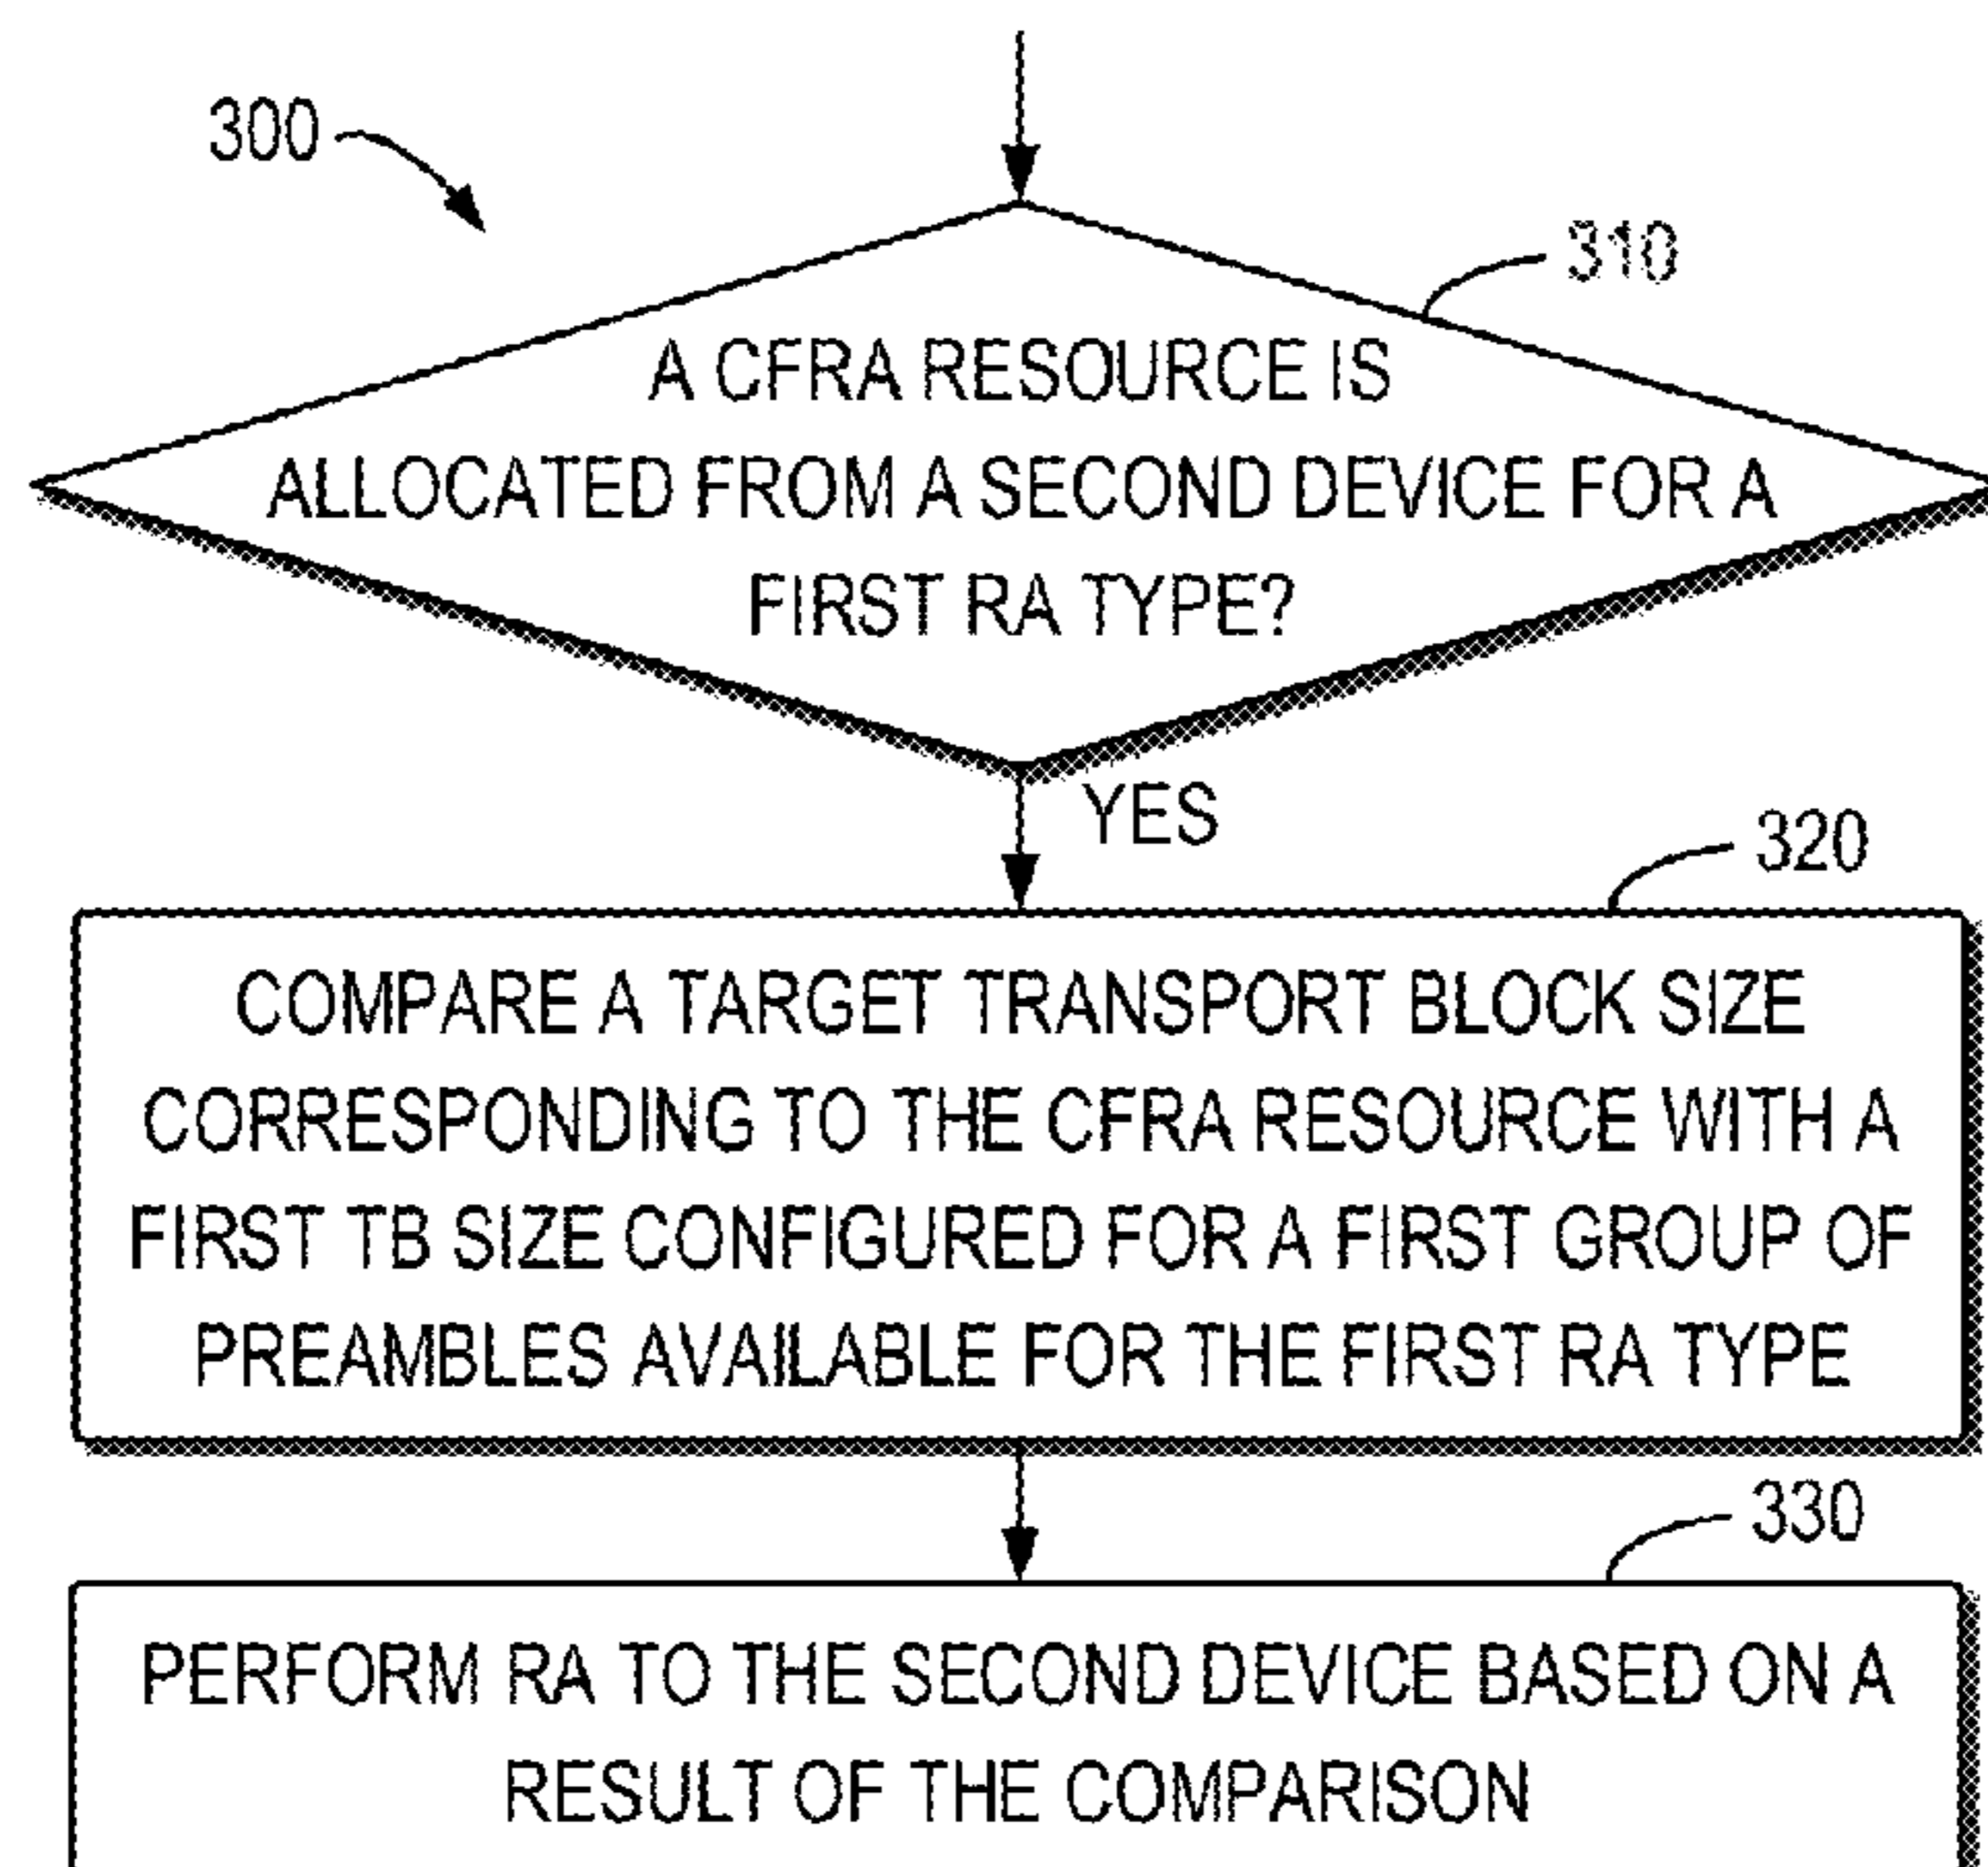 300
310
A CFRA RESOURCE IS
ALLOCATED FROM A SECOND DEVICE FOR A
FIRST RA TYPE?
YES
320
COMPARE A TARGET TRANSPORT BLOCK SIZE
CORRESPONDING TO THE CFRA RESOURCE WITH A
FIRST TB SIZE CONFIGURED FOR A FIRST GROUP OF
PREAMBLES AVAILABLE FOR THE FIRST RA TYPE
330
PERFORM RA TO THE SECOND DEVICE BASED ON A
RESULT OF THE COMPARISON